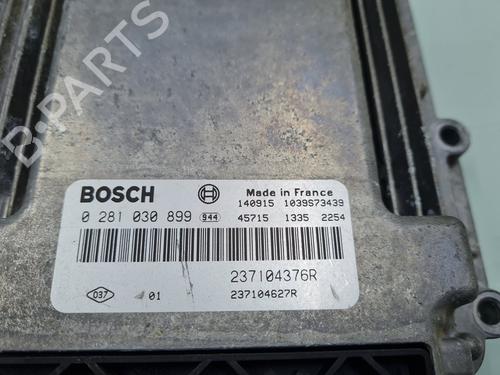 B-PARTS
BOSCH
Made in France
140915 1039S73439
0 281 030 899 944 45715 1335 2254
237104376R
037 01 237104627R